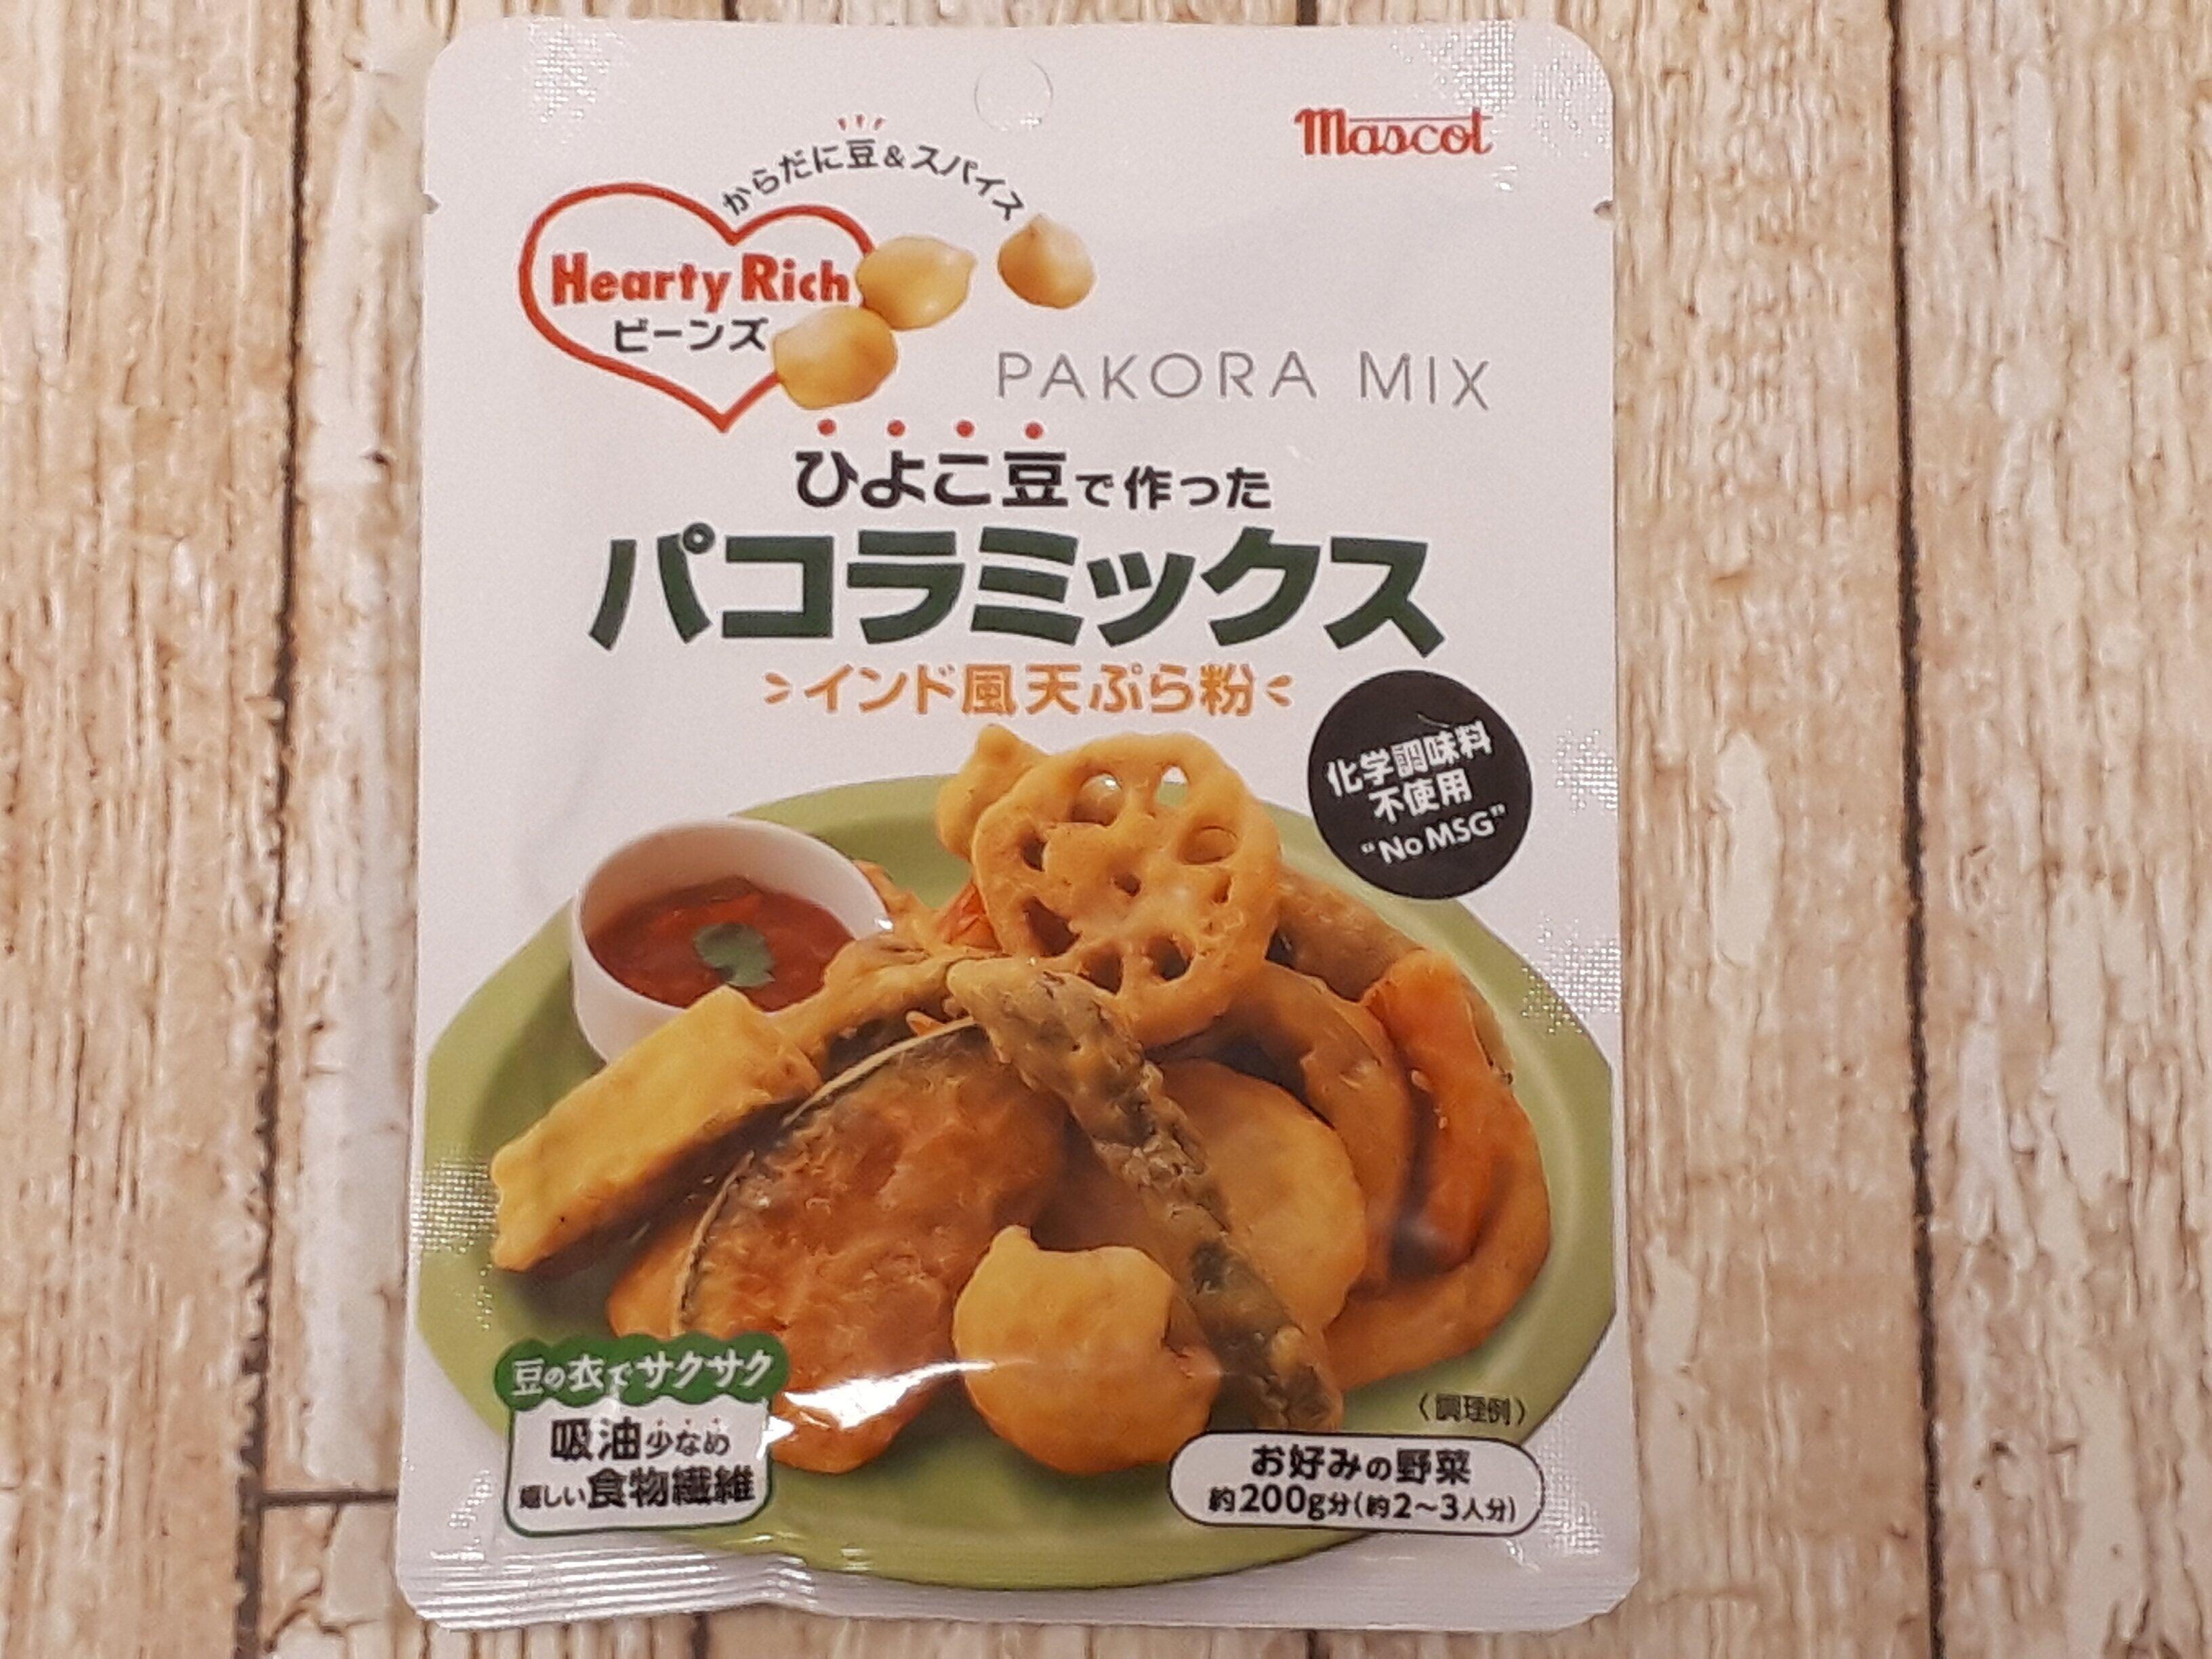 mascot
からだに豆&スパイス
Hearty Rich
ビーンズ
PAKORA MIX
ひよこ豆で作った
パコラミックス
インド風天ぷら粉
化学調味料
不使用
"No MSG"
豆の衣でサクサク
吸油少なめ
嬉しい食物繊維
(調理例)
お好みの野菜
約200g分(約2~3人分)